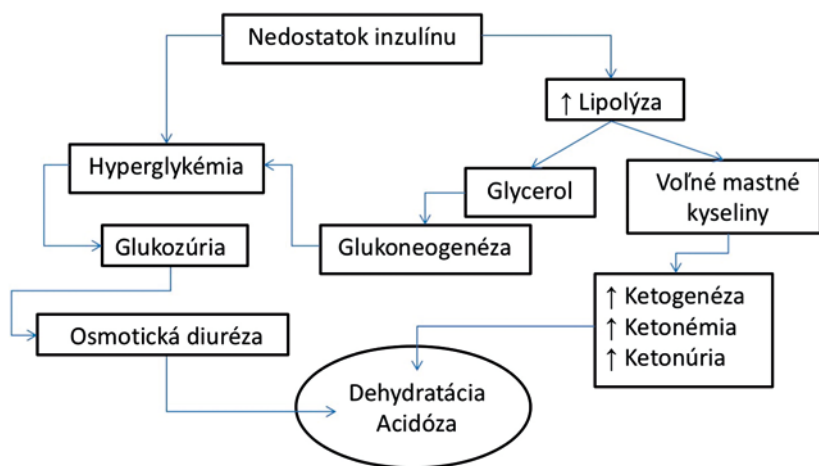 Nedostatok inzulínu
↑ Lipolýza
Hyperglykémia
Glycerol
Voľné mastné
kyseliny
Glukozúria
Glukoneogenéza
↑ Ketogenéza
↑ Ketonémia
↑ Ketonúria
Osmotická diuréza
Dehydratácia
Acidóza